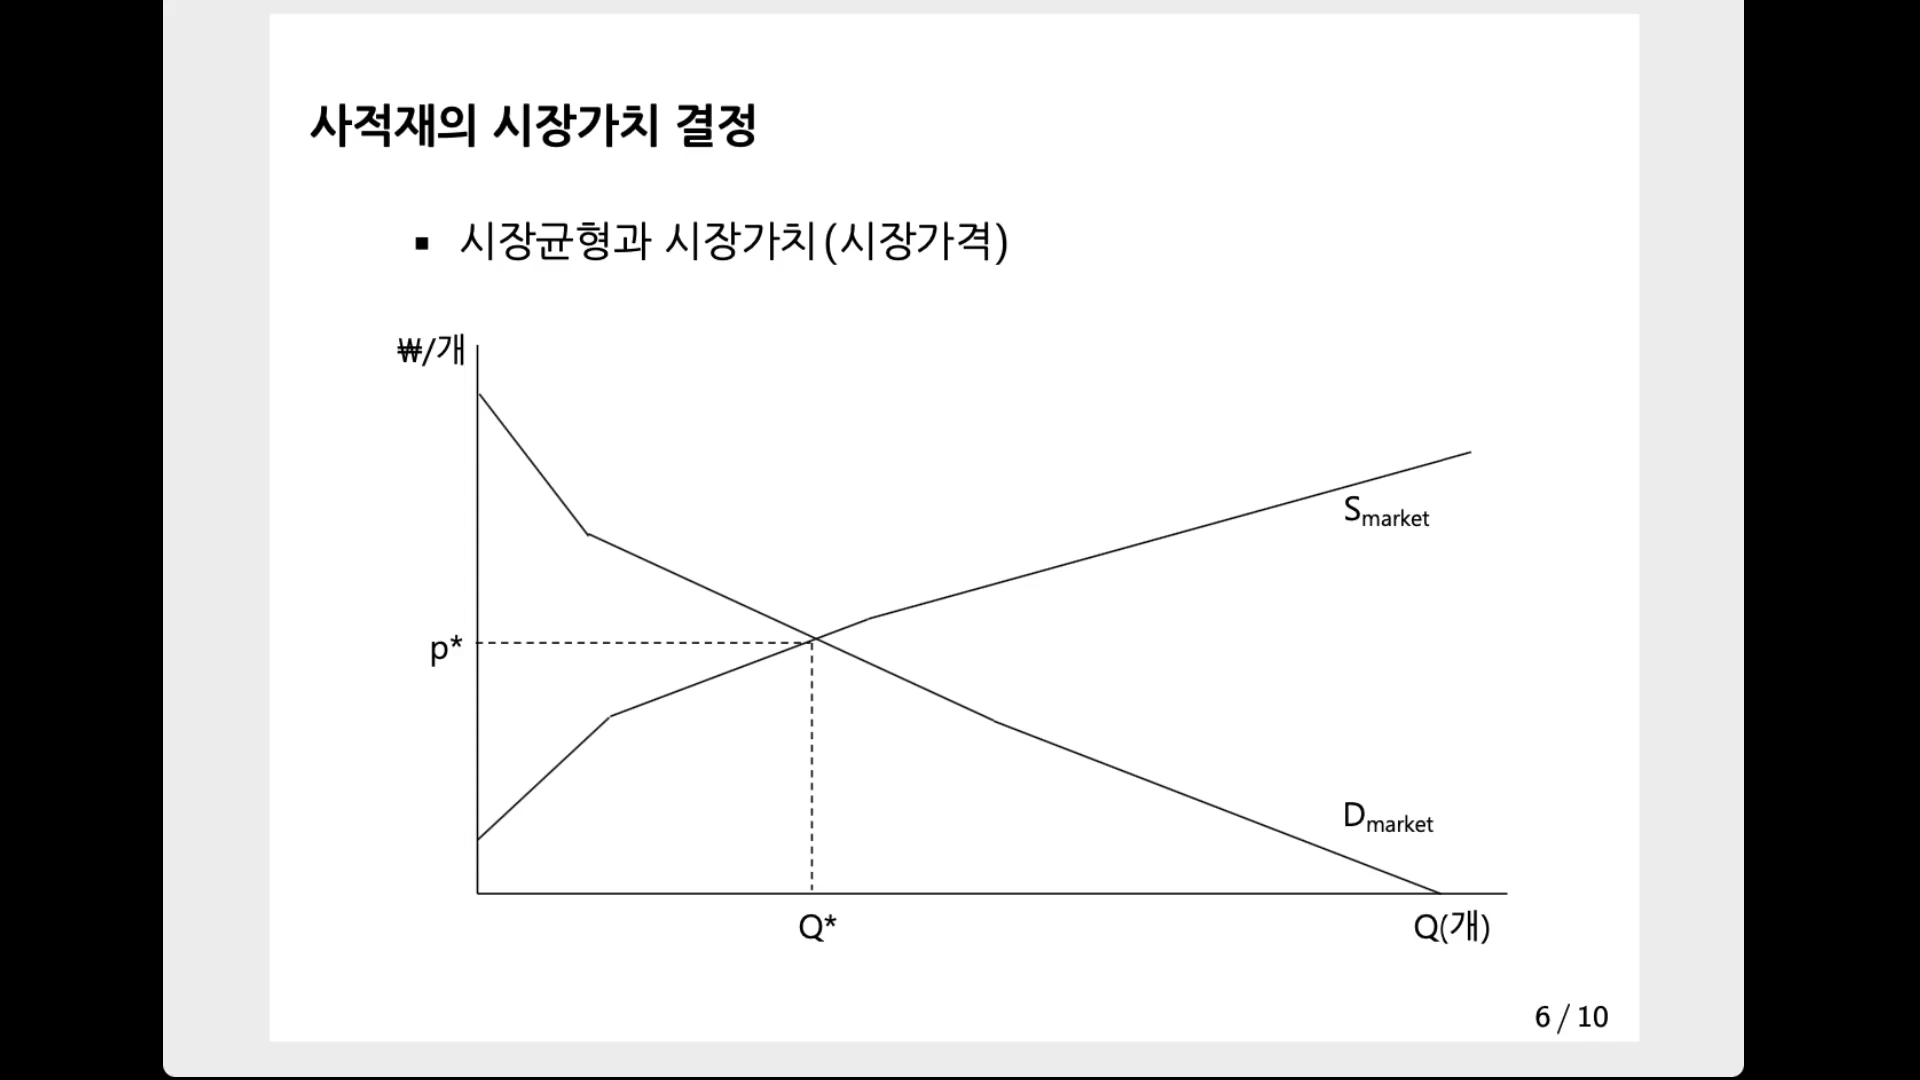 사적재의 시장가치 결정
▪ 시장균형과 시장가치(시장가격)
₩/개
S_market
p*
D_market
Q*
Q(개)
6 / 10